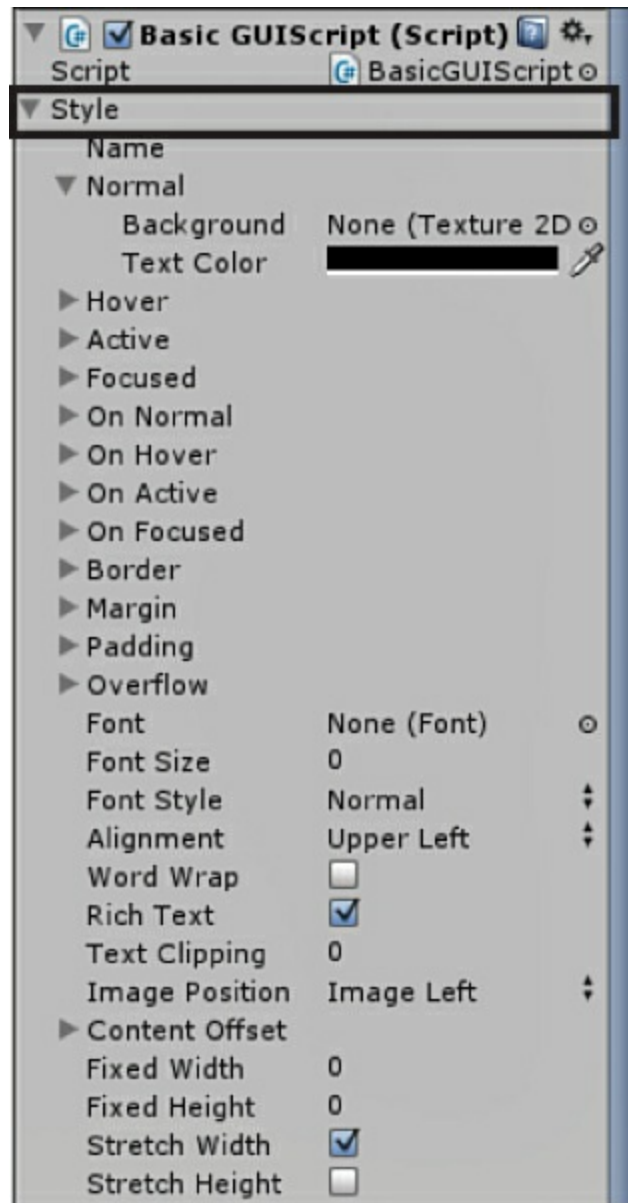 Basic GUIScript (Script)
Script BasicGUIScript
Style
Name
Normal
Background None (Texture 2D
Text Color
Hover
Active
Focused
On Normal
On Hover
On Active
On Focused
Border
Margin
Padding
Overflow
Font None (Font)
Font Size 0
Font Style Normal
Alignment Upper Left
Word Wrap
Rich Text
Text Clipping 0
Image Position Image Left
Content Offset
Fixed Width 0
Fixed Height 0
Stretch Width
Stretch Height